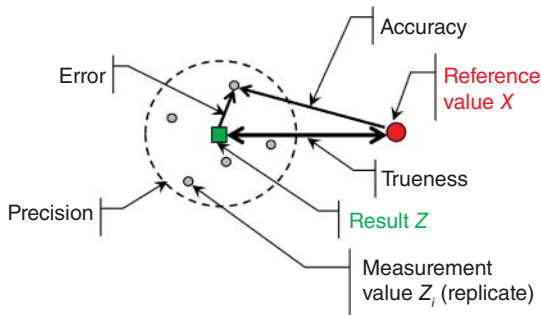 Accuracy
Error
Reference
value X
Trueness
Precision
Result Z
Measurement
value Zi (replicate)